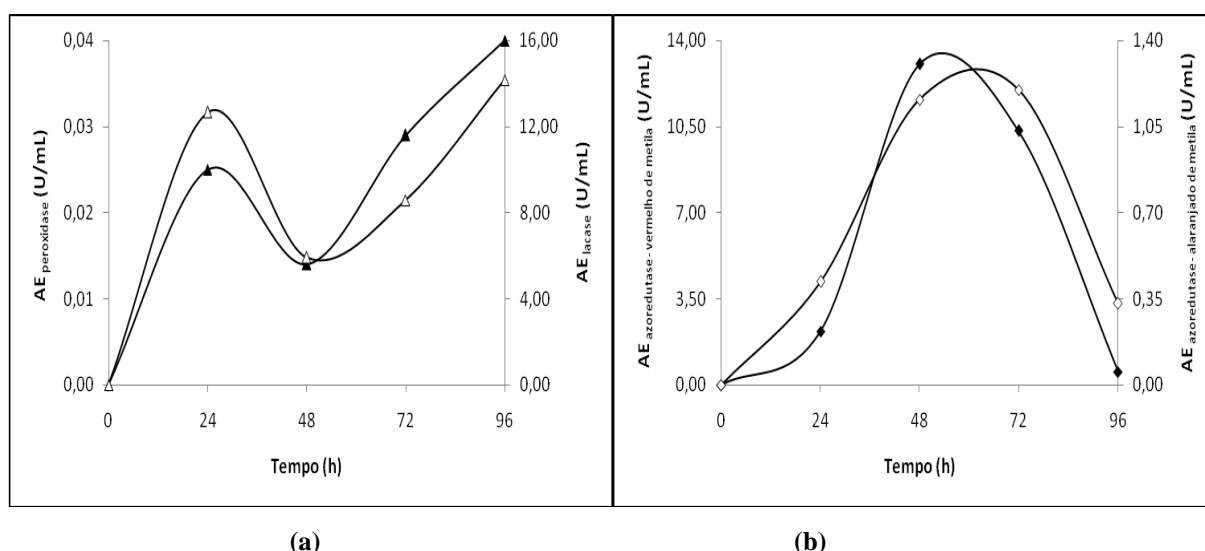 AE peroxidase (U/mL)
0,04
0,03
0,02
0,01
0,00
16,00
12,00
8,00
4,00
0,00
AE lacase (U/mL)
0 24 48 72 96
Tempo (h)
(a)
AE azoredutase - vermelho de metila (U/mL)
14,00
10,50
7,00
3,50
0,00
1,40
1,05
0,70
0,35
0,00
AE azoredutase - alaranjado de metila (U/mL)
0 24 48 72 96
Tempo (h)
(b)